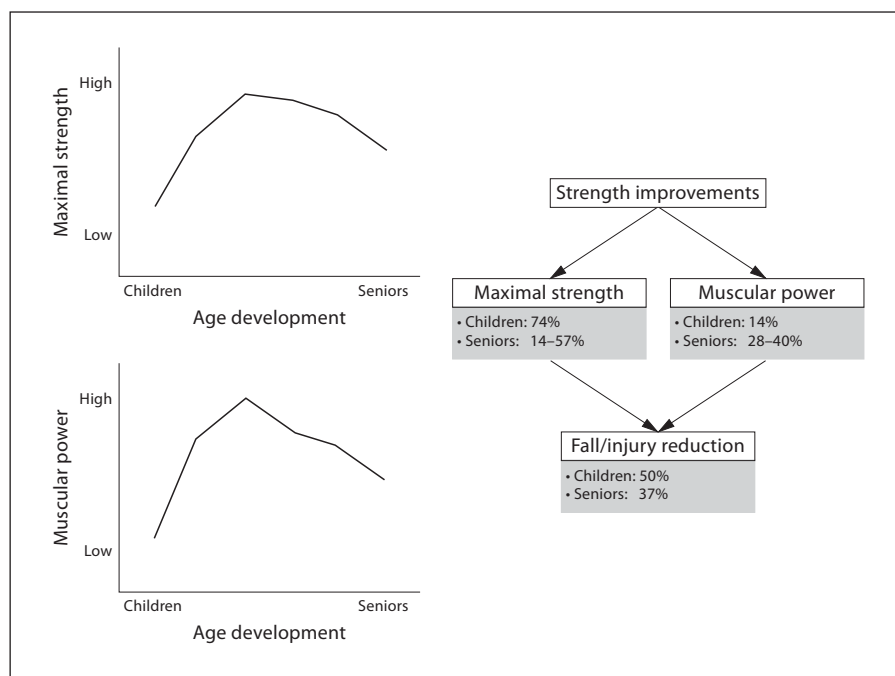 High
Maximal strength
Low
Children
Seniors
Age development
High
Muscular power
Low
Children
Seniors
Age development
Strength improvements
Maximal strength
• Children: 74%
• Seniors: 14–57%
Muscular power
• Children: 14%
• Seniors: 28–40%
Fall/injury reduction
• Children: 50%
• Seniors: 37%